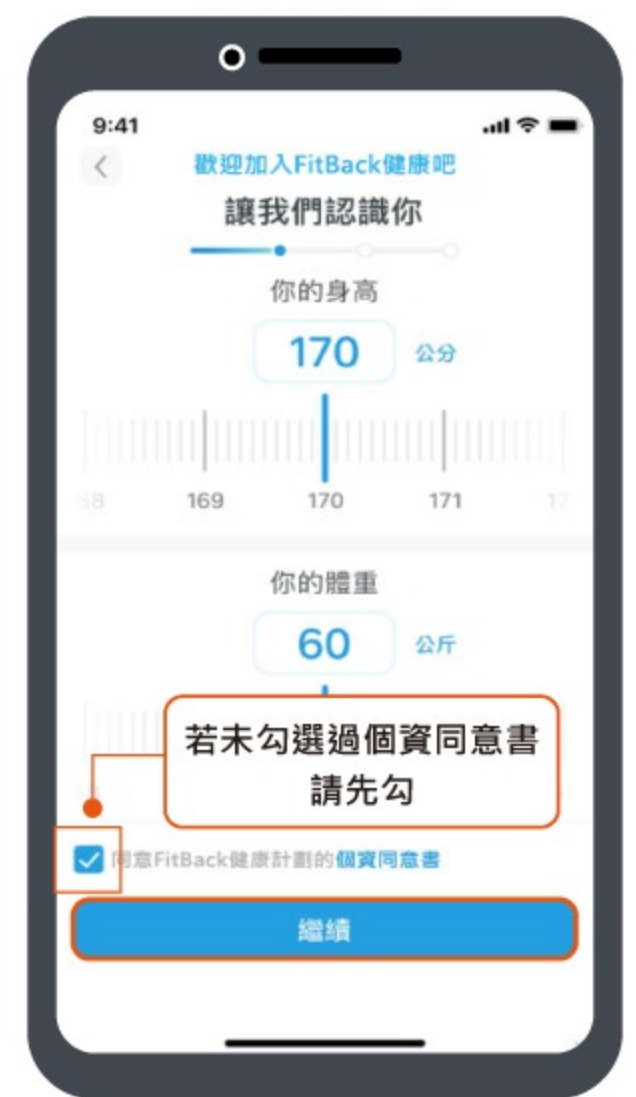 9:41
歡迎加入FitBack健康吧
讓我們認識你
你的身高
170 公分
169 170 171
你的體重
60 公斤
若未勾選過個資同意書
請先勾
同意FitBack健康計劃的個資同意書
繼續